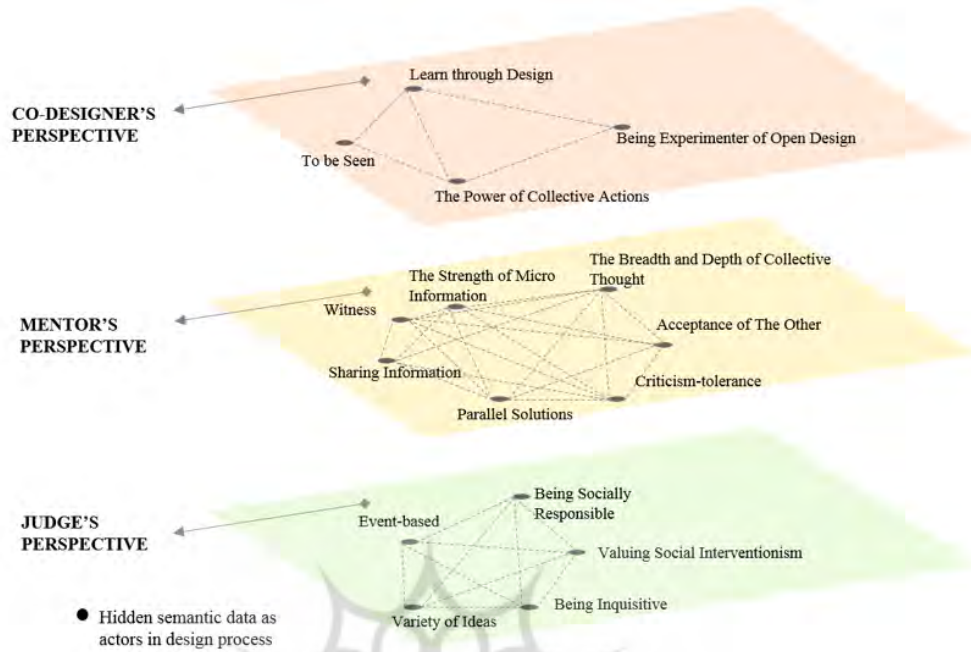 Learn through Design
CO-DESIGNER'S
PERSPECTIVE
Being Experimenter of Open Design
To be Seen
The Power of Collective Actions
The Breadth and Depth of Collective
Thought
The Strength of Micro
Information
Witness
MENTOR'S
PERSPECTIVE
Acceptance of The Other
Sharing Information
Criticism-tolerance
Parallel Solutions
Being Socially
Responsible
JUDGE'S
PERSPECTIVE
Event-based
Valuing Social Interventionism
Being Inquisitive
Variety of Ideas
Hidden semantic data as
actors in design process